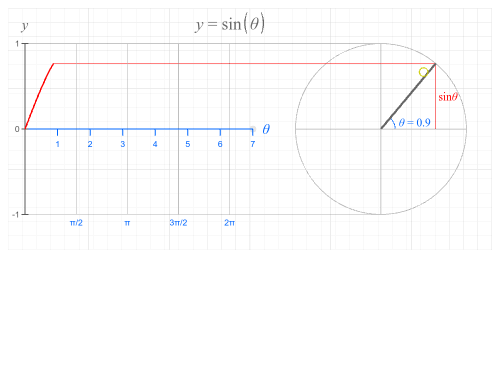 y = sin(θ)
y
1
sinθ
θ = 0.9
0
θ
1 2 3 4 5 6 7
-1
π/2 π 3π/2 2π